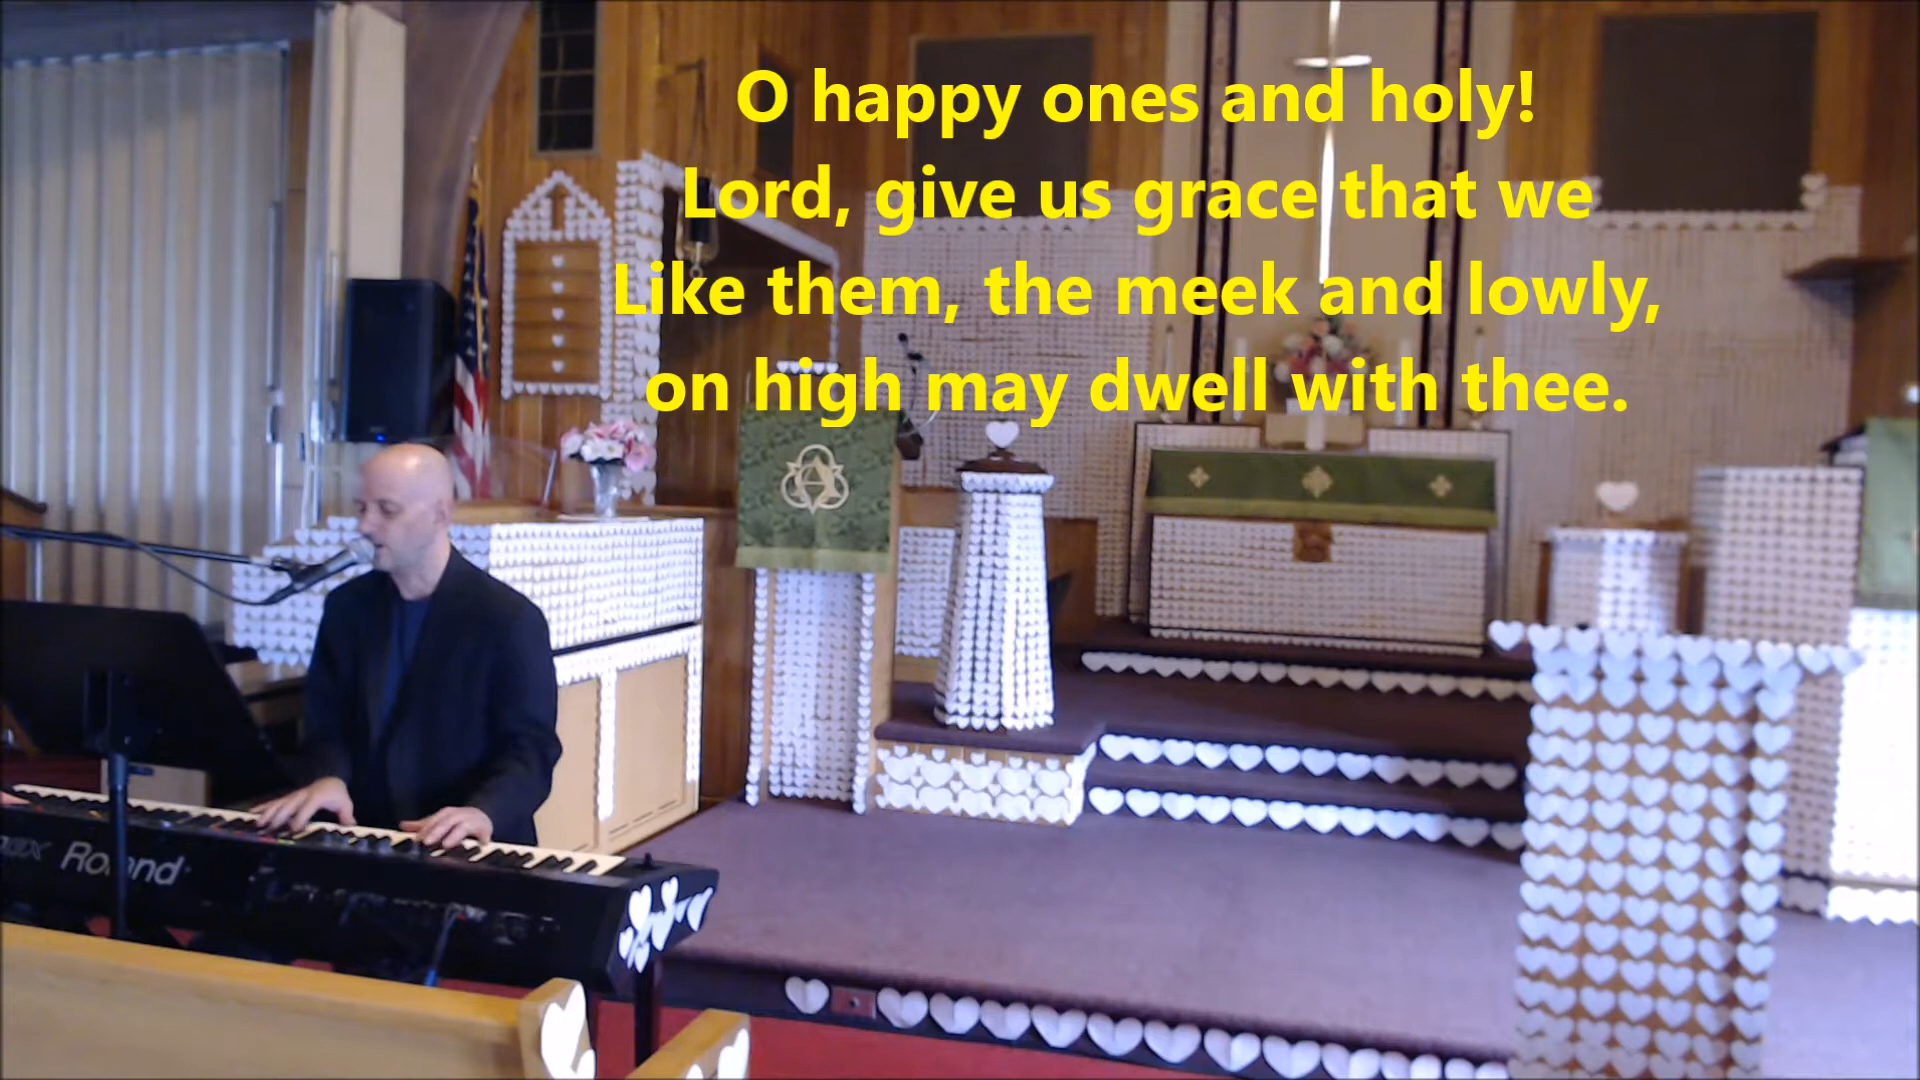 O happy ones and holy!
Lord, give us grace that we
Like them, the meek and lowly,
on high may dwell with thee.
Roland